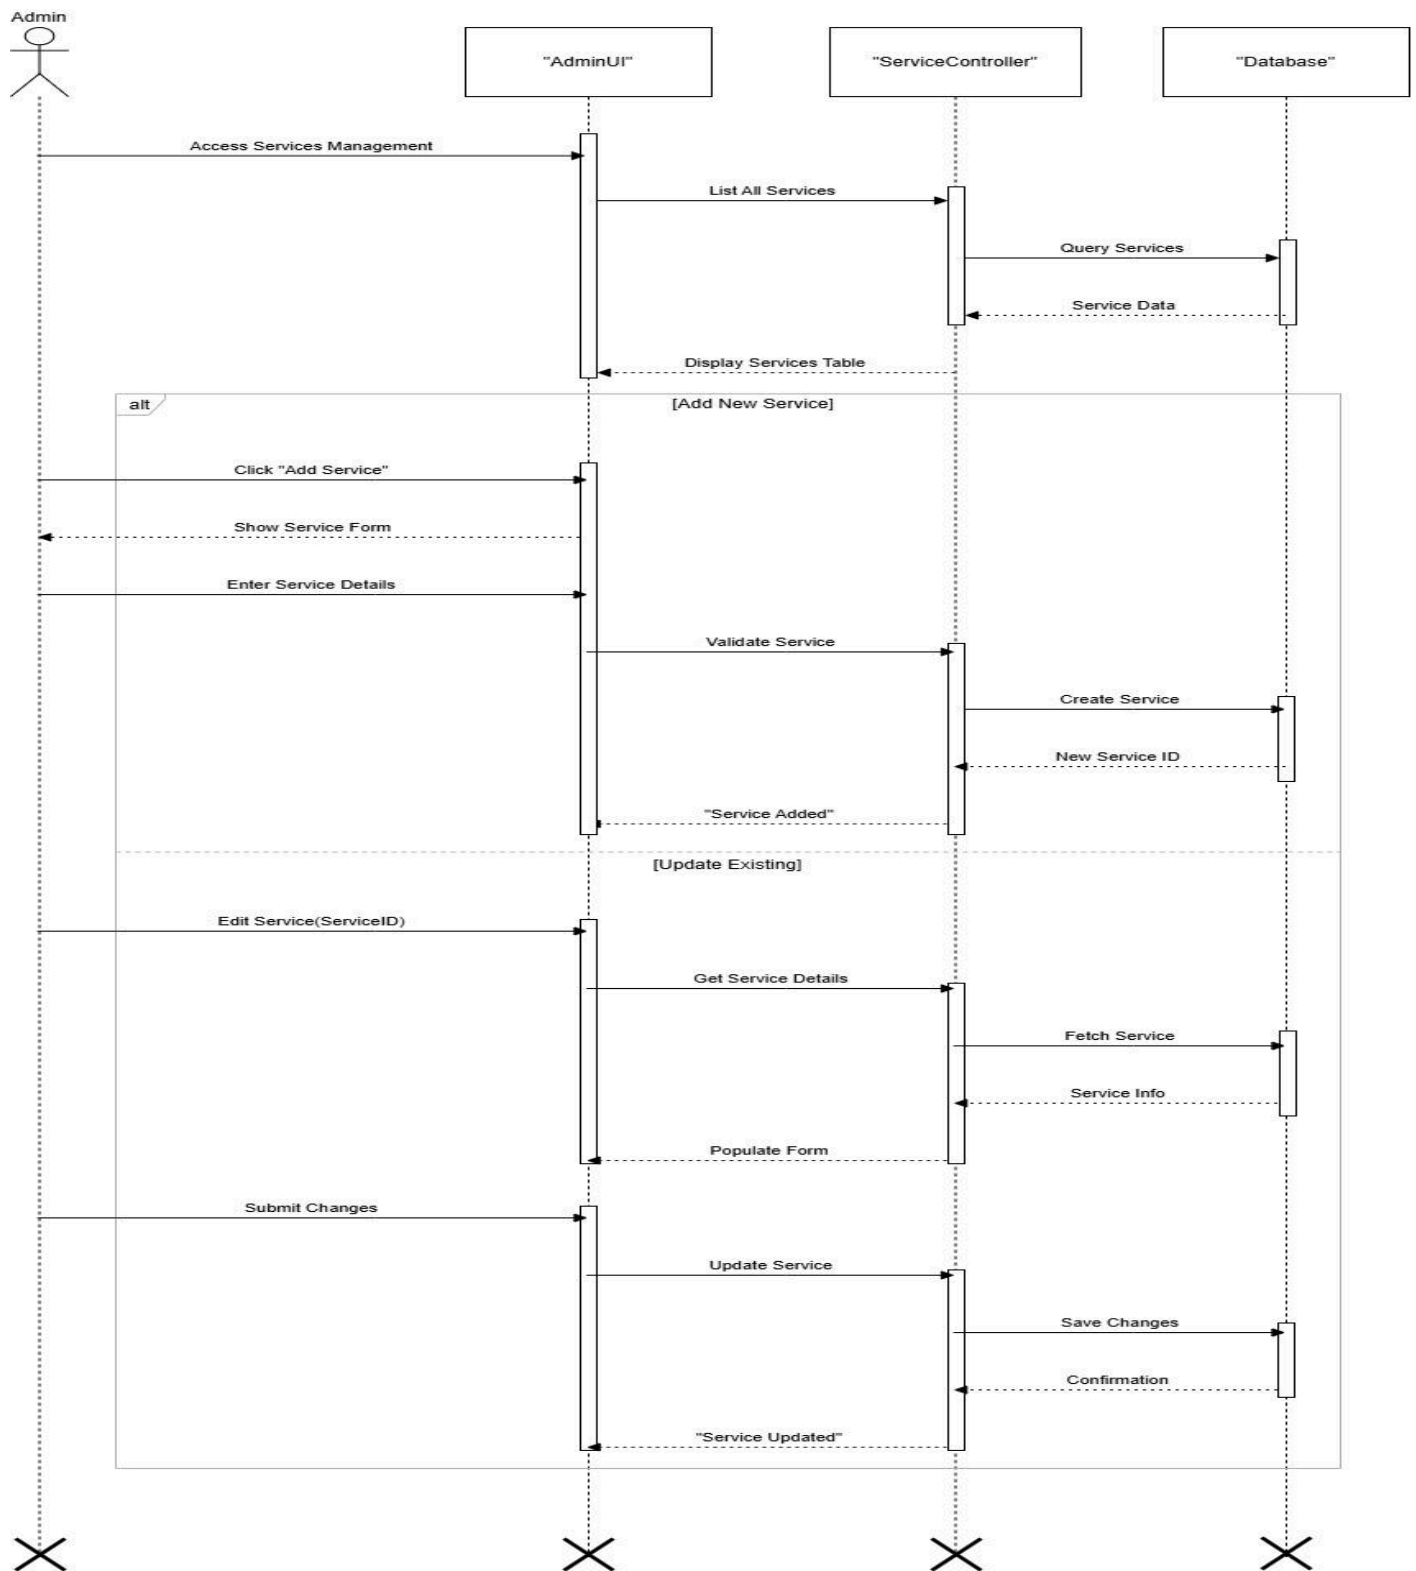 Admin
"AdminUI"
"ServiceController"
"Database"
Access Services Management
List All Services
Query Services
Service Data
Display Services Table
alt
[Add New Service]
Click "Add Service"
Show Service Form
Enter Service Details
Validate Service
Create Service
New Service ID
"Service Added"
[Update Existing]
Edit Service(ServiceID)
Get Service Details
Fetch Service
Service Info
Populate Form
Submit Changes
Update Service
Save Changes
Confirmation
"Service Updated"